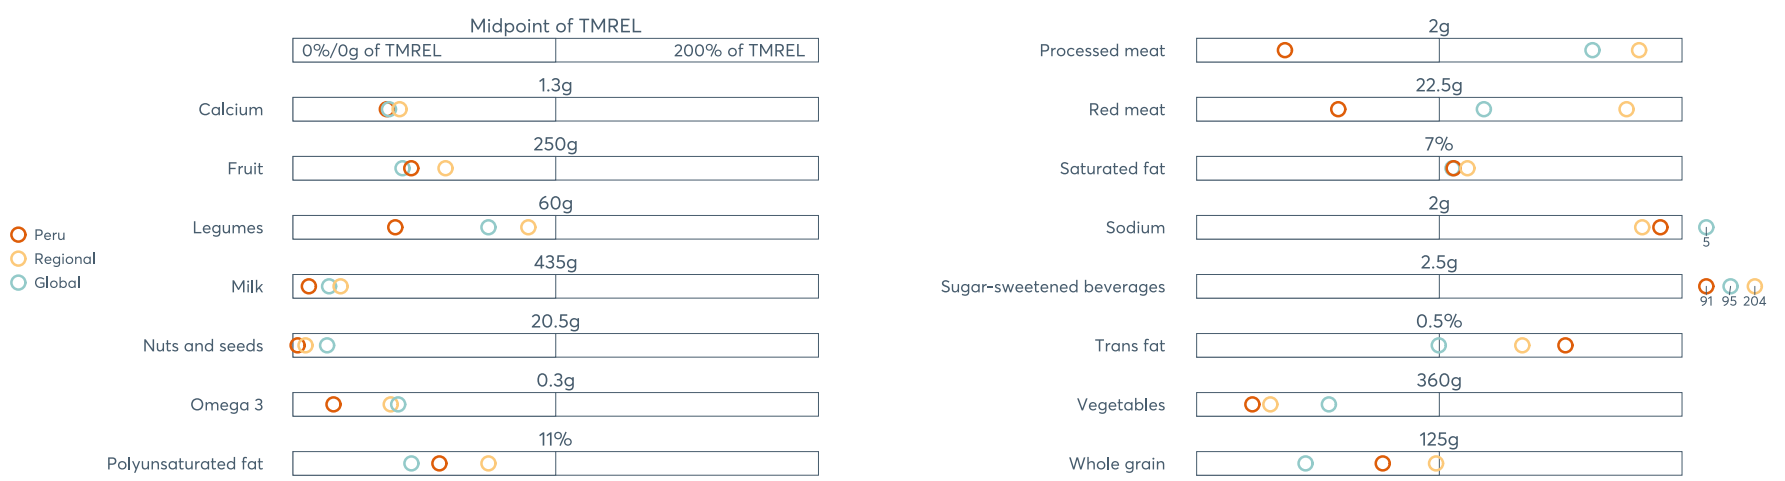 Midpoint of TMREL
0%/0g of TMREL 200% of TMREL
1.3g
Calcium
250g
Fruit
60g
Legumes
435g
Milk
20.5g
Nuts and seeds
0.3g
Omega 3
11%
Polyunsaturated fat
Peru
Regional
Global
2g
Processed meat
22.5g
Red meat
7%
Saturated fat
2g
Sodium
5
2.5g
Sugar-sweetened beverages
91 95 204
0.5%
Trans fat
360g
Vegetables
125g
Whole grain